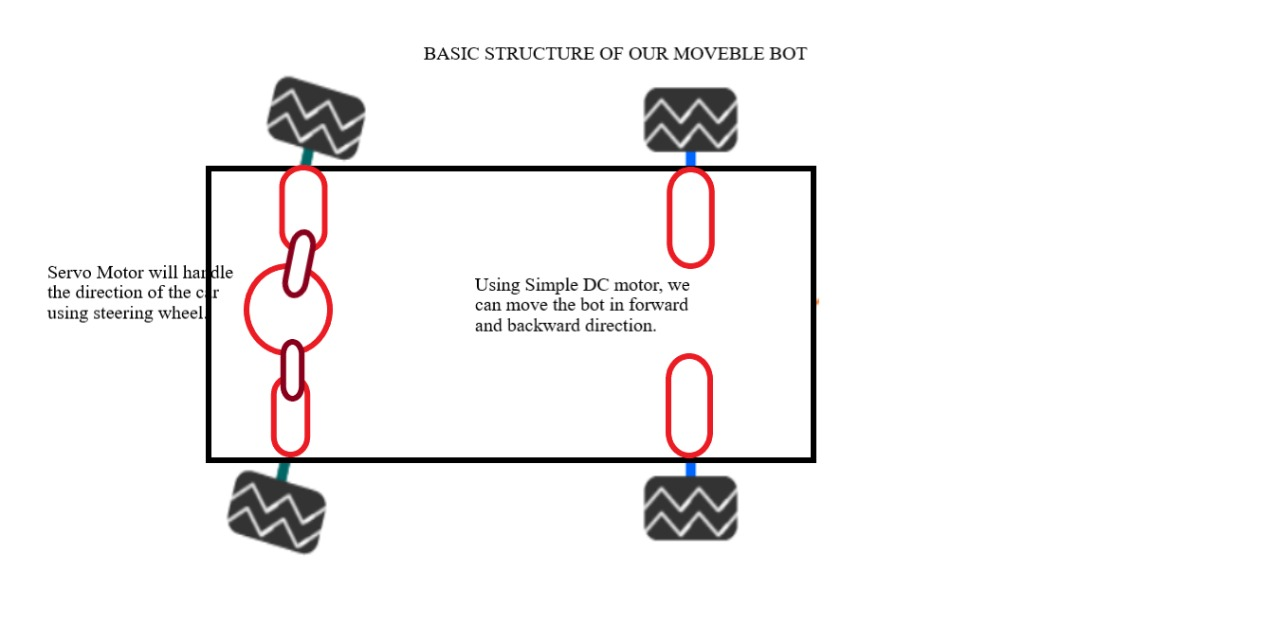 BASIC STRUCTURE OF OUR MOVEBLE BOT
Servo Motor will handle
the direction of the car
using steering wheel.
Using Simple DC motor, we
can move the bot in forward
and backward direction.